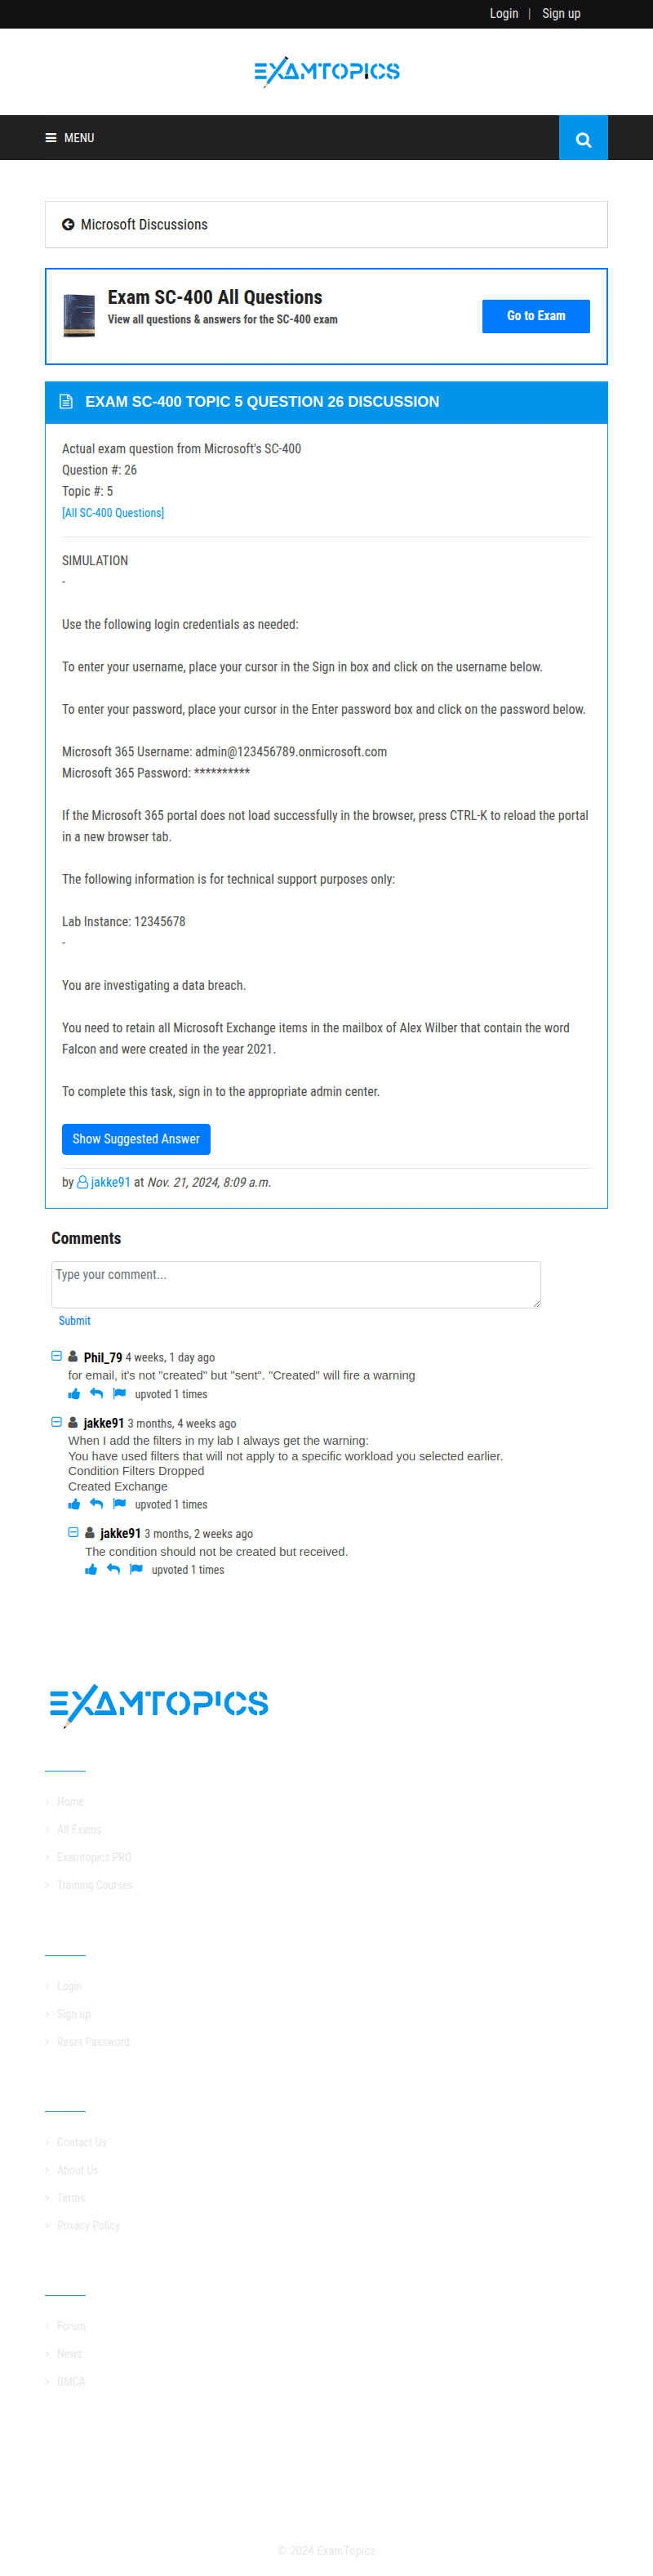 Login | Sign up
EXAMTOPICS
MENU
Microsoft Discussions
Exam SC-400 All Questions
View all questions & answers for the SC-400 exam
Go to Exam
EXAM SC-400 TOPIC 5 QUESTION 26 DISCUSSION
Actual exam question from Microsoft's SC-400
Question #: 26
Topic #: 5
[All SC-400 Questions]
SIMULATION
-
Use the following login credentials as needed:
To enter your username, place your cursor in the Sign in box and click on the username below.
To enter your password, place your cursor in the Enter password box and click on the password below.
Microsoft 365 Username: admin@123456789.onmicrosoft.com
Microsoft 365 Password: **********
If the Microsoft 365 portal does not load successfully in the browser, press CTRL-K to reload the portal
in a new browser tab.
The following information is for technical support purposes only:
Lab Instance: 12345678
-
You are investigating a data breach.
You need to retain all Microsoft Exchange items in the mailbox of Alex Wilber that contain the word
Falcon and were created in the year 2021.
To complete this task, sign in to the appropriate admin center.
Show Suggested Answer
by jakke91 at Nov. 21, 2024, 8:09 a.m.
Comments
Type your comment...
Submit
Phil_79 4 weeks, 1 day ago
for email, it's not "created" but "sent". "Created" will fire a warning
upvoted 1 times
jakke91 3 months, 4 weeks ago
When I add the filters in my lab I always get the warning:
You have used filters that will not apply to a specific workload you selected earlier.
Condition Filters Dropped
Created Exchange
upvoted 1 times
jakke91 3 months, 2 weeks ago
The condition should not be created but received.
upvoted 1 times
EXAMTOPICS
Home
All Exams
Examtopics PRO
Training Courses
Login
Sign up
Reset Password
Contact Us
About Us
Terms
Privacy Policy
Forum
News
DMCA
© 2024 ExamTopics